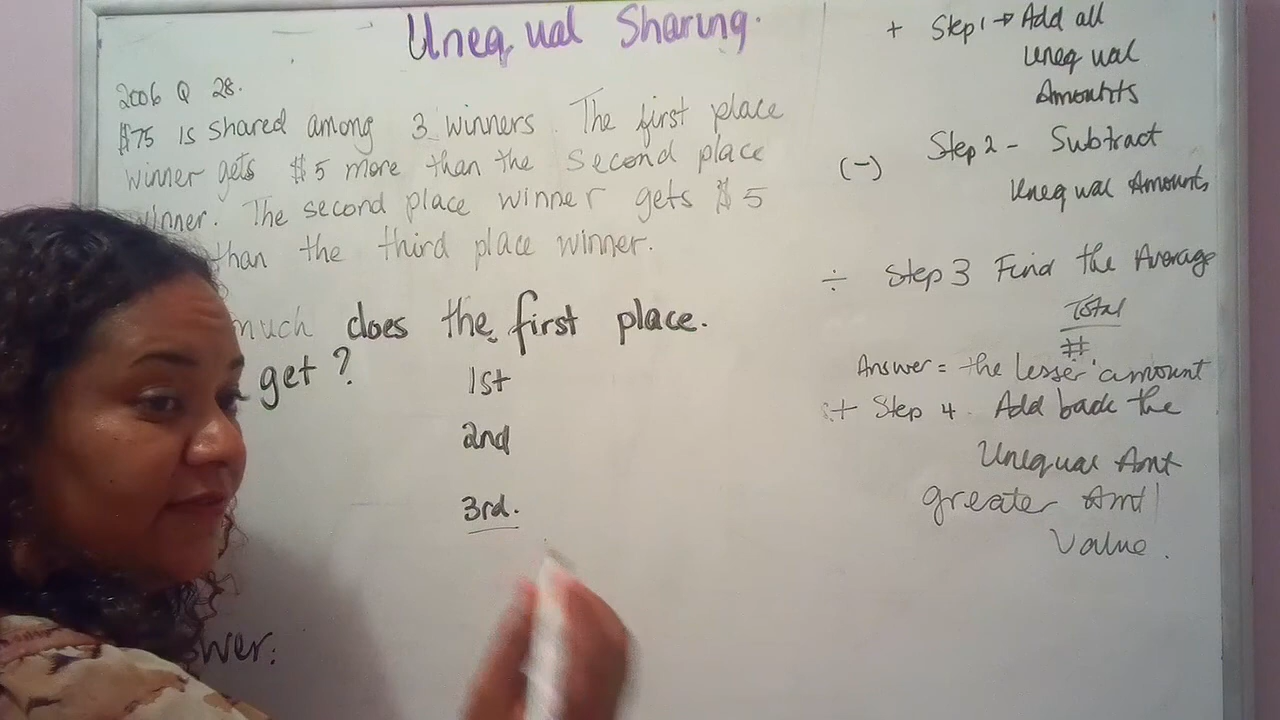 Unequal Sharing.
2006 Q 28.
$75 is shared among 3 winners. The first place
winner gets $5 more than the second place
winner. The second place winner gets $5
than the third place winner.
much does the first place.
get?
1st
2nd
3rd.
+ Step 1 → Add all
Unequal
Amounts
(-) Step 2 - Subtract
Unequal Amounts
÷ Step 3 Find the Average
Total
#
Answer = the lesser amount
+ Step 4. Add back the
Unequal Amt
greater Amt
Value.